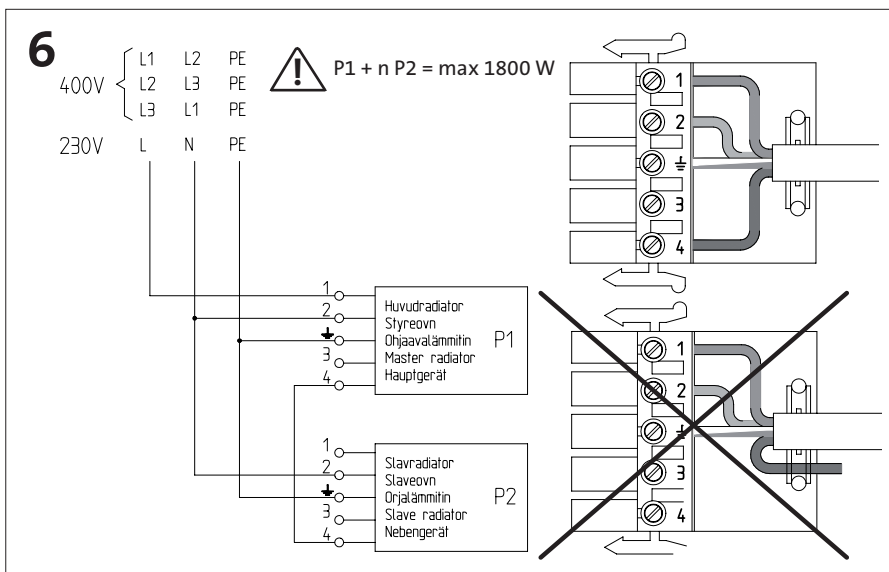 6
400V
L1 L2 PE
L2 L3 PE
L3 L1 PE
230V L N PE
P1 + n P2 = max 1800 W
1
2
3
4
Huvudradiator
Styreovn
Ohjaavalämmitin
Master radiator
Hauptgerät
P1
1
2
3
4
Slavradiator
Slaveovn
Orjalämmitin
Slave radiator
Nebengerät
P2
1
2
3
4
1
2
3
4